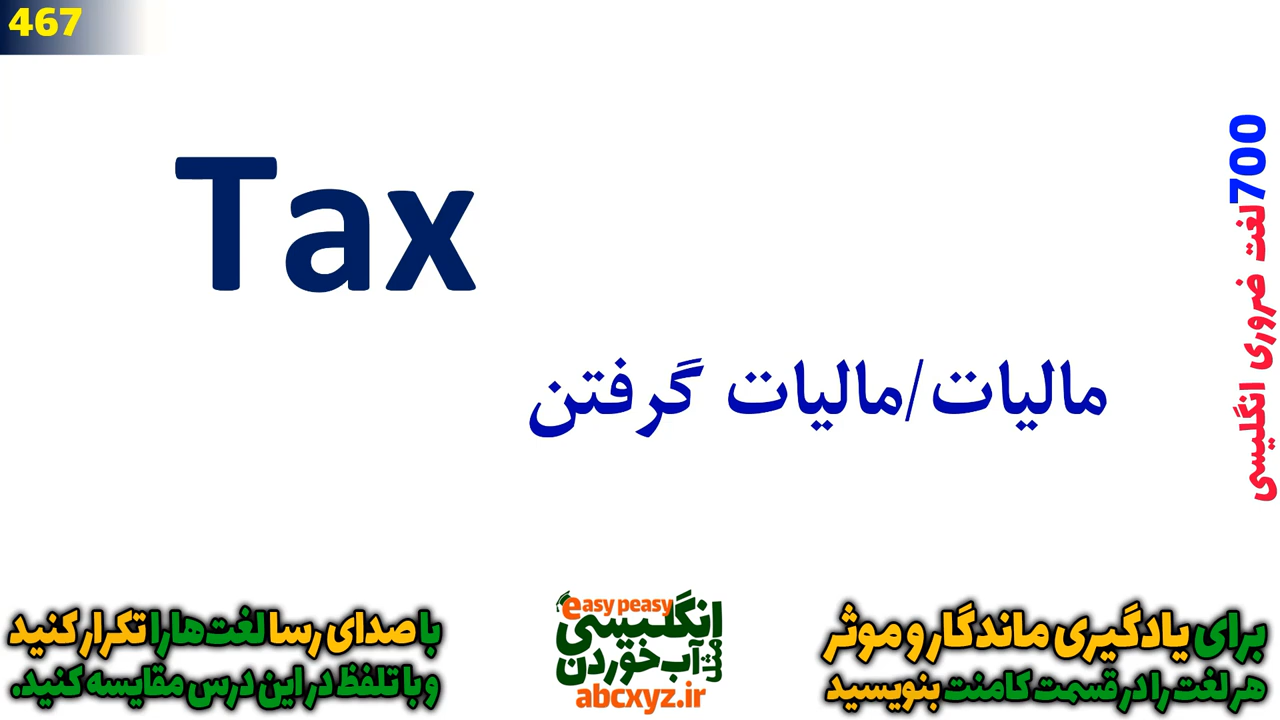 467
Tax
مالیات/مالیات گرفتن
700 لغت ضروری انگلیسی
برای یادگیری ماندگار و موثر
هر لغت را در قسمت کامنت بنویسید
easy peasy
انگلیسی
مثل آب خوردن
abcxyz.ir
با صدای رسا لغت‌ها را تکرار کنید
و با تلفظ در این درس مقایسه کنید.